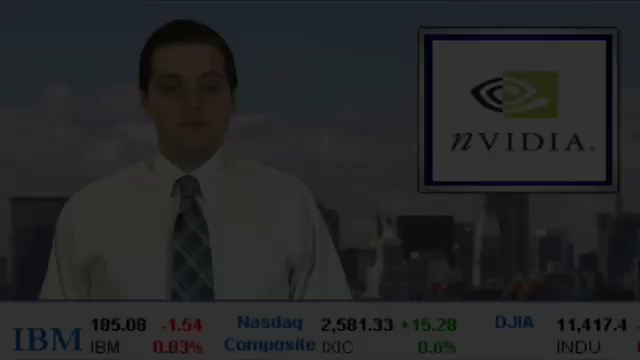 nVIDIA.
IBM 185.08 -1.54 Nasdaq 2,581.33 +15.28 DJIA 11,417.4
IBM 0.83% Composite IXIC 0.6% INDU